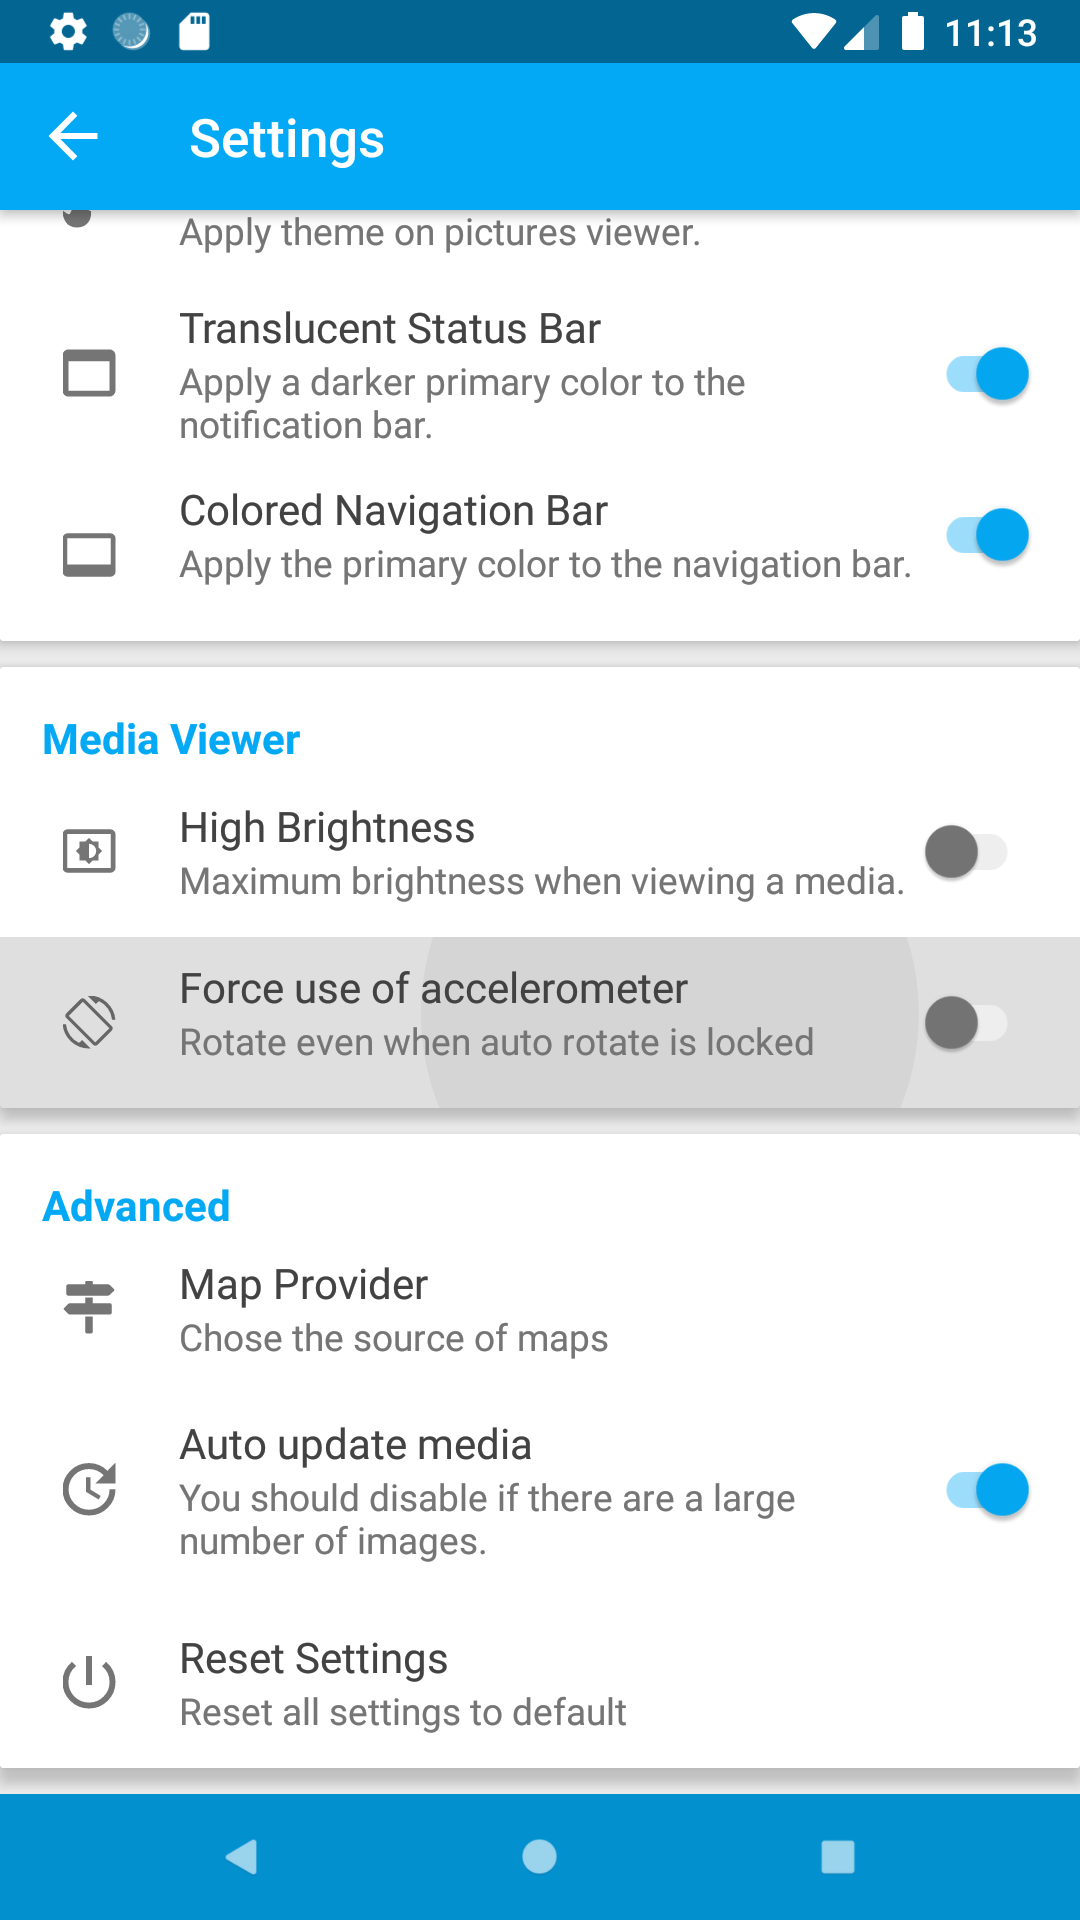 11:13
Settings
Apply theme on pictures viewer.
Translucent Status Bar
Apply a darker primary color to the
notification bar.
Colored Navigation Bar
Apply the primary color to the navigation bar.
Media Viewer
High Brightness
Maximum brightness when viewing a media.
Force use of accelerometer
Rotate even when auto rotate is locked
Advanced
Map Provider
Chose the source of maps
Auto update media
You should disable if there are a large
number of images.
Reset Settings
Reset all settings to default